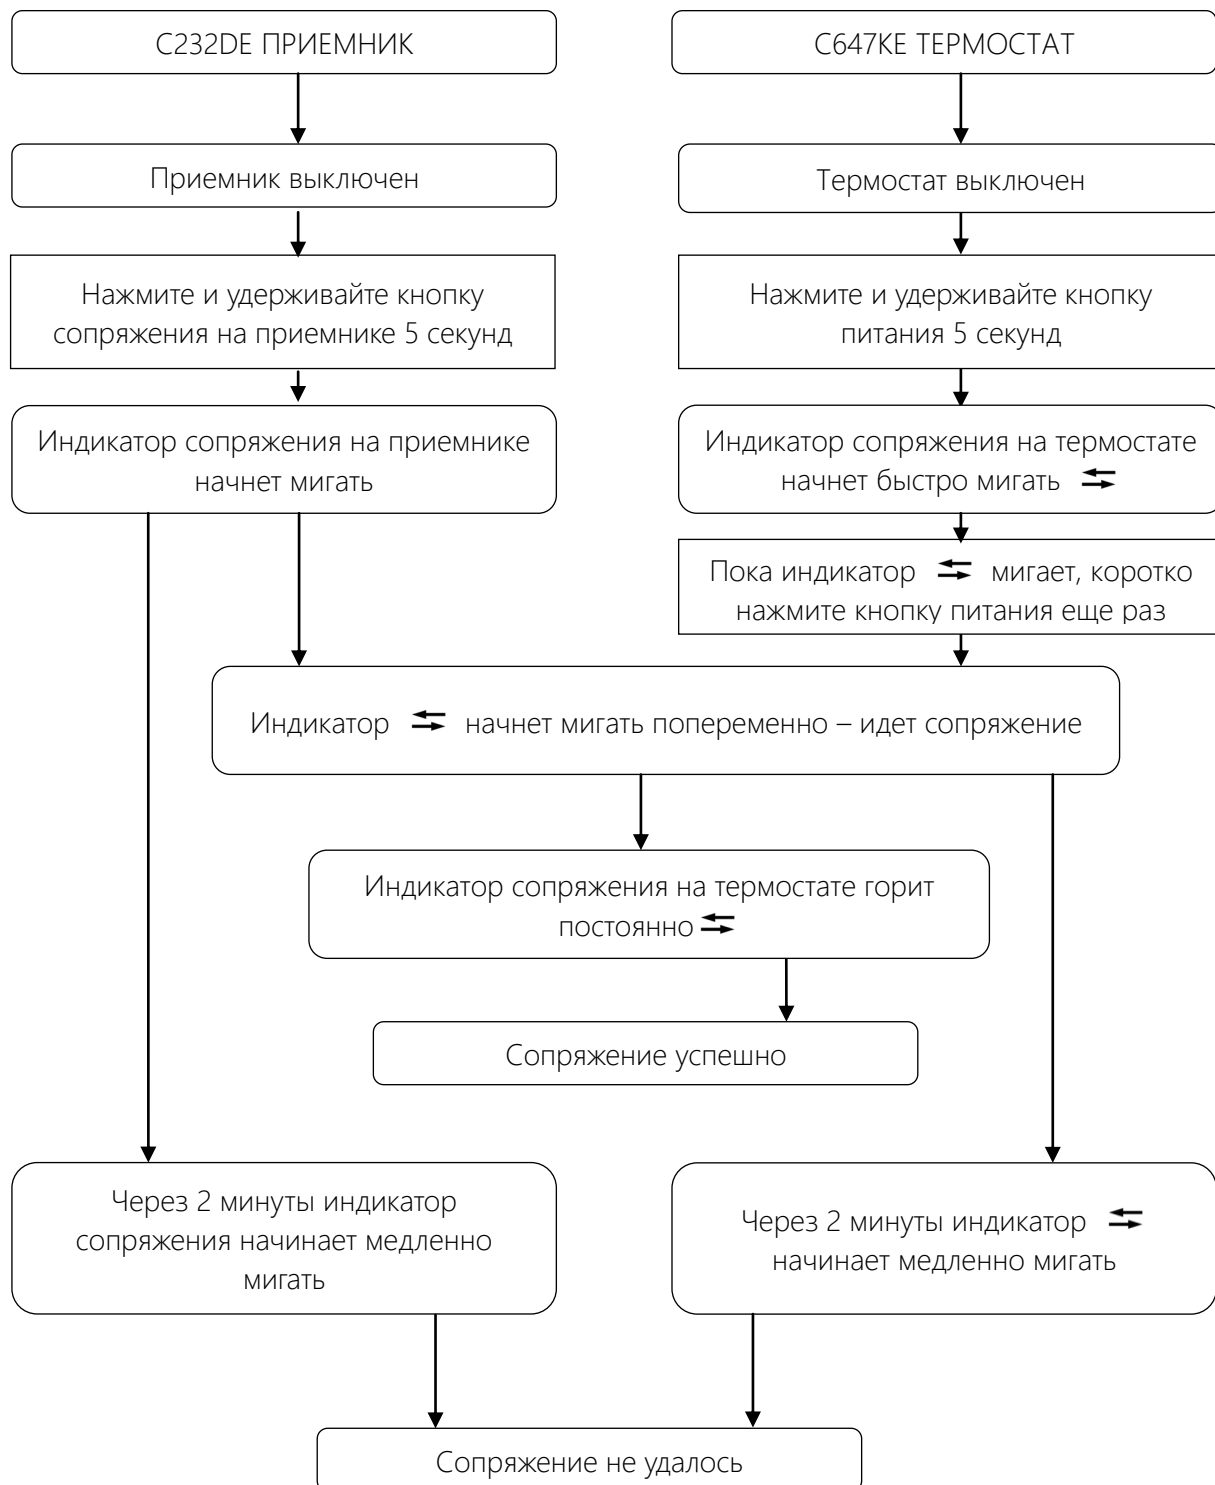 C232DE ПРИЕМНИК
C647KE ТЕРМОСТАТ
Приемник выключен
Термостат выключен
Нажмите и удерживайте кнопку
сопряжения на приемнике 5 секунд
Нажмите и удерживайте кнопку
питания 5 секунд
Индикатор сопряжения на приемнике
начнет мигать
Индикатор сопряжения на термостате
начнет быстро мигать
Пока индикатор мигает, коротко
нажмите кнопку питания еще раз
Индикатор начнет мигать попеременно – идет сопряжение
Индикатор сопряжения на термостате горит
постоянно
Сопряжение успешно
Через 2 минуты индикатор
сопряжения начинает медленно
мигать
Через 2 минуты индикатор
начинает медленно мигать
Сопряжение не удалось